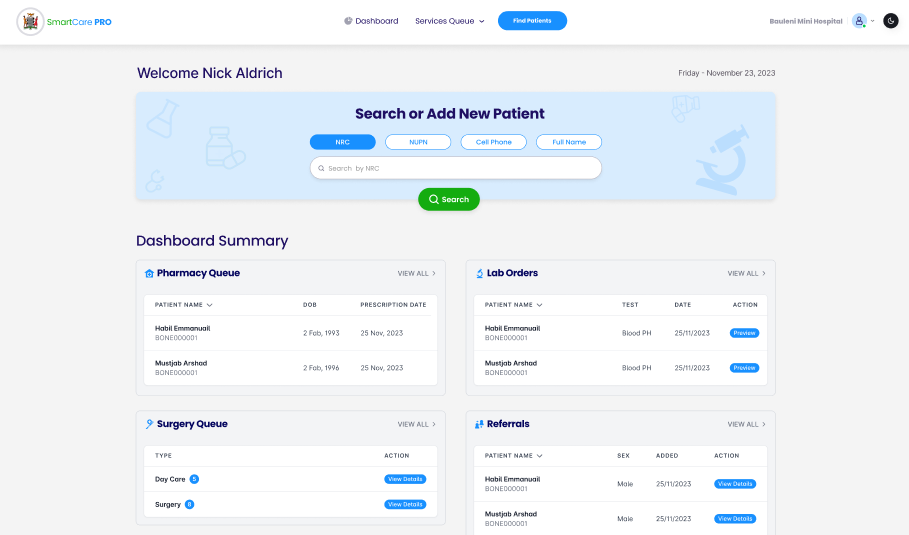 SmartCare PRO
Dashboard
Services Queue
Find Patients
Bauleni Mini Hospital
Welcome Nick Aldrich
Friday - November 23, 2023
Search or Add New Patient
NRC
NUPN
Cell Phone
Full Name
Search by NRC
Search
Dashboard Summary
Pharmacy Queue
VIEW ALL
PATIENT NAME DOB PRESCRIPTION DATE
Habil Emmanuail
BONE000001
2 Fab, 1993
25 Nov, 2023
Mustjab Arshad
BONE000001
2 Fab, 1996
25 Nov, 2023
Lab Orders
VIEW ALL
PATIENT NAME TEST DATE ACTION
Habil Emmanuail
BONE000001
Blood PH
25/11/2023
Preview
Mustjab Arshad
BONE000001
Blood PH
25/11/2023
Preview
Surgery Queue
VIEW ALL
TYPE ACTION
Day Care 5
View Details
Surgery 8
View Details
Referrals
VIEW ALL
PATIENT NAME SEX ADDED ACTION
Habil Emmanuail
BONE000001
Male
25/11/2023
View Details
Mustjab Arshad
BONE000001
Male
25/11/2023
View Details